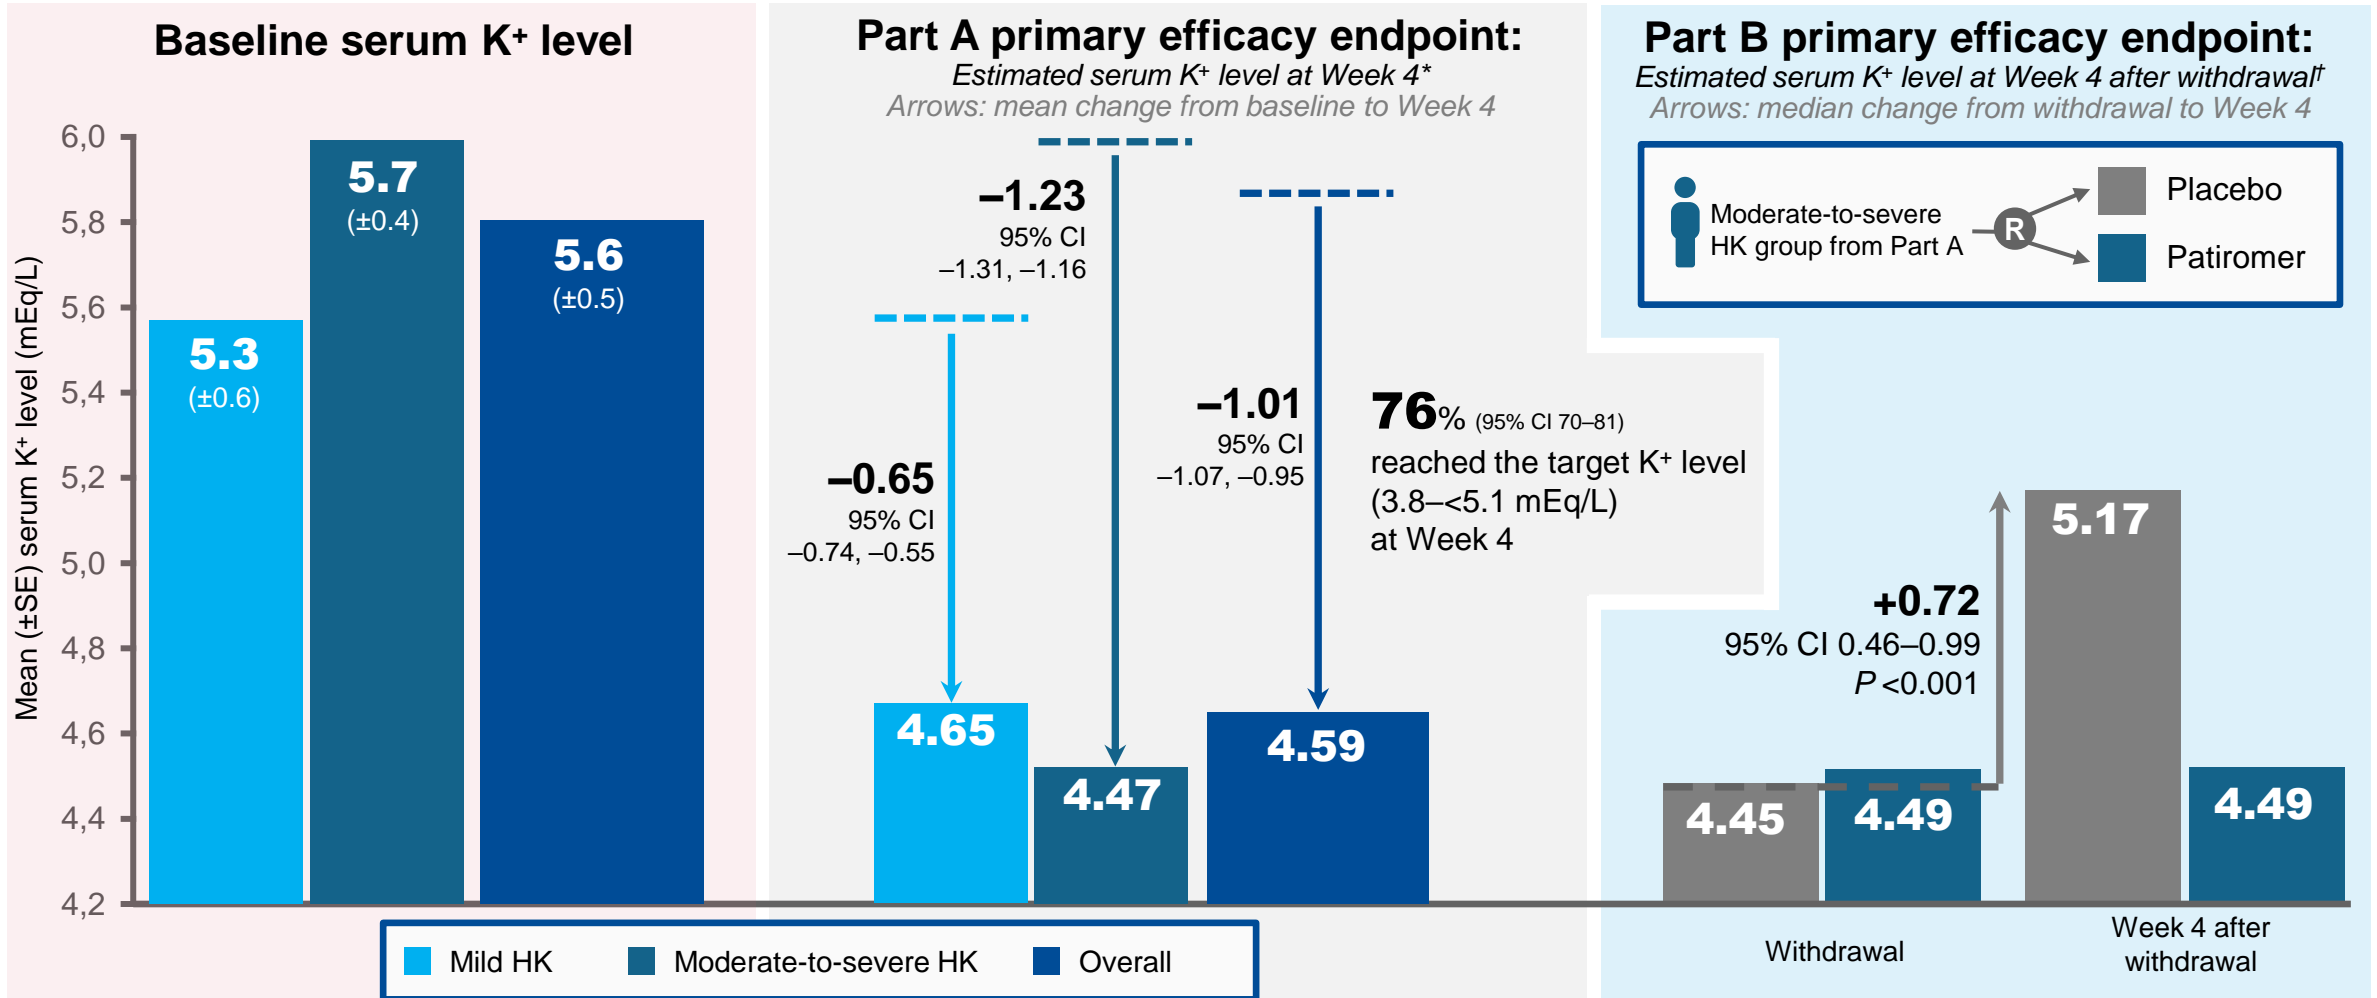 Baseline serum K⁺ level
Mean (±SE) serum K⁺ level (mEq/L)
6,0
5,8
5,6
5,4
5,2
5,0
4,8
4,6
4,4
4,2
5.3
(±0.6)
5.7
(±0.4)
5.6
(±0.5)
Part A primary efficacy endpoint:
Estimated serum K⁺ level at Week 4*
Arrows: mean change from baseline to Week 4
–0.65
95% CI
–0.74, –0.55
–1.23
95% CI
–1.31, –1.16
–1.01
95% CI
–1.07, –0.95
76% (95% CI 70–81)
reached the target K⁺ level
(3.8–<5.1 mEq/L)
at Week 4
4.65
4.47
4.59
Mild HK
Moderate-to-severe HK
Overall
Part B primary efficacy endpoint:
Estimated serum K⁺ level at Week 4 after withdrawal†
Arrows: median change from withdrawal to Week 4
Moderate-to-severe
HK group from Part A
R
Placebo
Patiromer
+0.72
95% CI 0.46–0.99
P <0.001
4.45
4.49
5.17
4.49
Withdrawal
Week 4 after
withdrawal